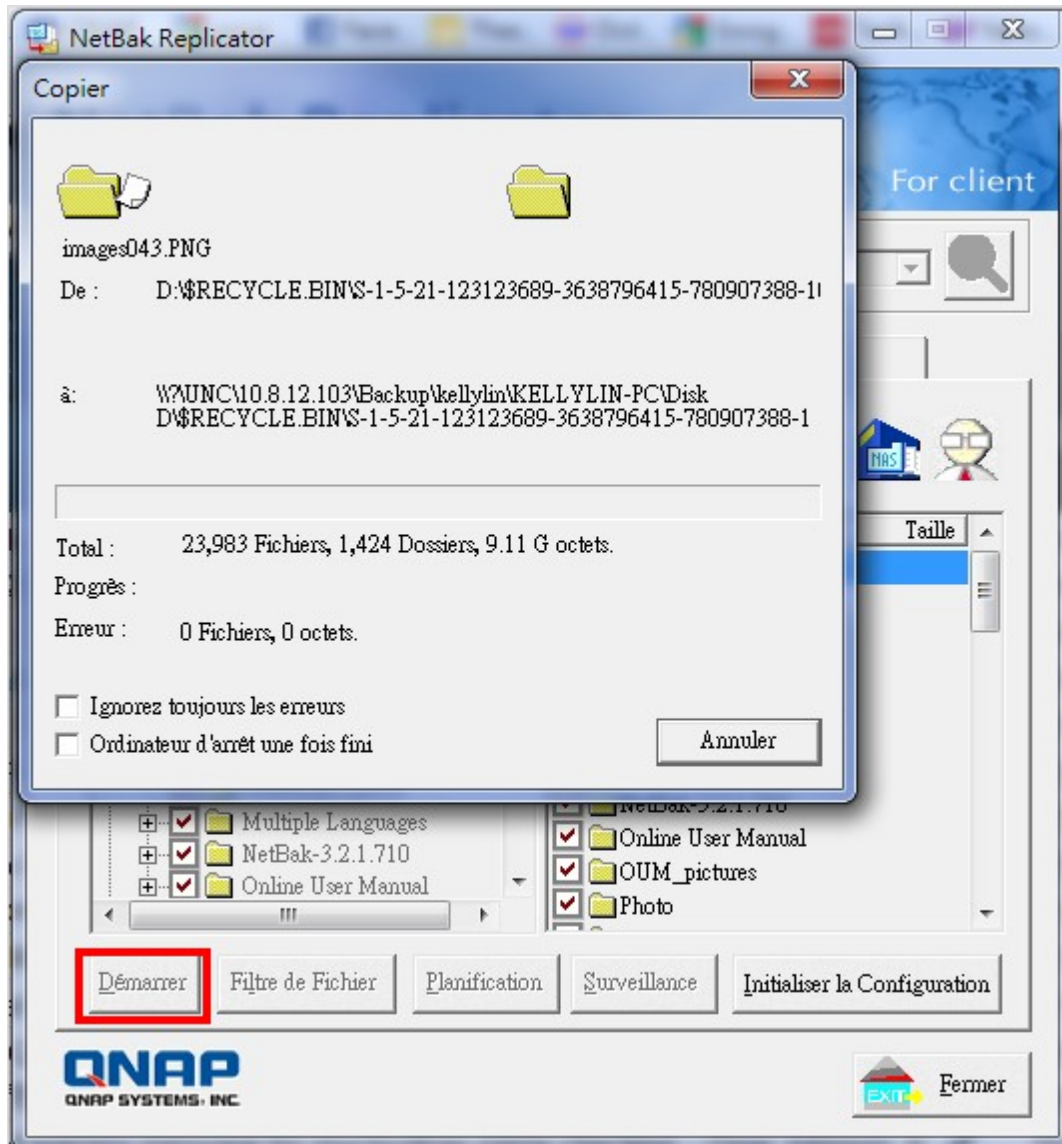 NetBak Replicator
Copier
For client
images043.PNG
De : D:\$RECYCLE.BIN\S-1-5-21-123123689-3638796415-780907388-1
à: \\?\UNC\10.8.12.103\Backup\kellylin\KELLYLIN-PC\Disk
D\$RECYCLE.BIN\S-1-5-21-123123689-3638796415-780907388-1
NAS
Taille
Total : 23,983 Fichiers, 1,424 Dossiers, 9.11 G octets.
Progrès :
Erreur : 0 Fichiers, 0 octets.
Ignorez toujours les erreurs
Ordinateur d'arrêt une fois fini
Annuler
Multiple Languages
NetBak-3.2.1.710
Online User Manual
NetBak-3.2.1.710
Online User Manual
OUM_pictures
Photo
Démarrer
Filtre de Fichier
Planification
Surveillance
Initialiser la Configuration
QNAP
QNAP SYSTEMS, INC.
EXIT
Fermer